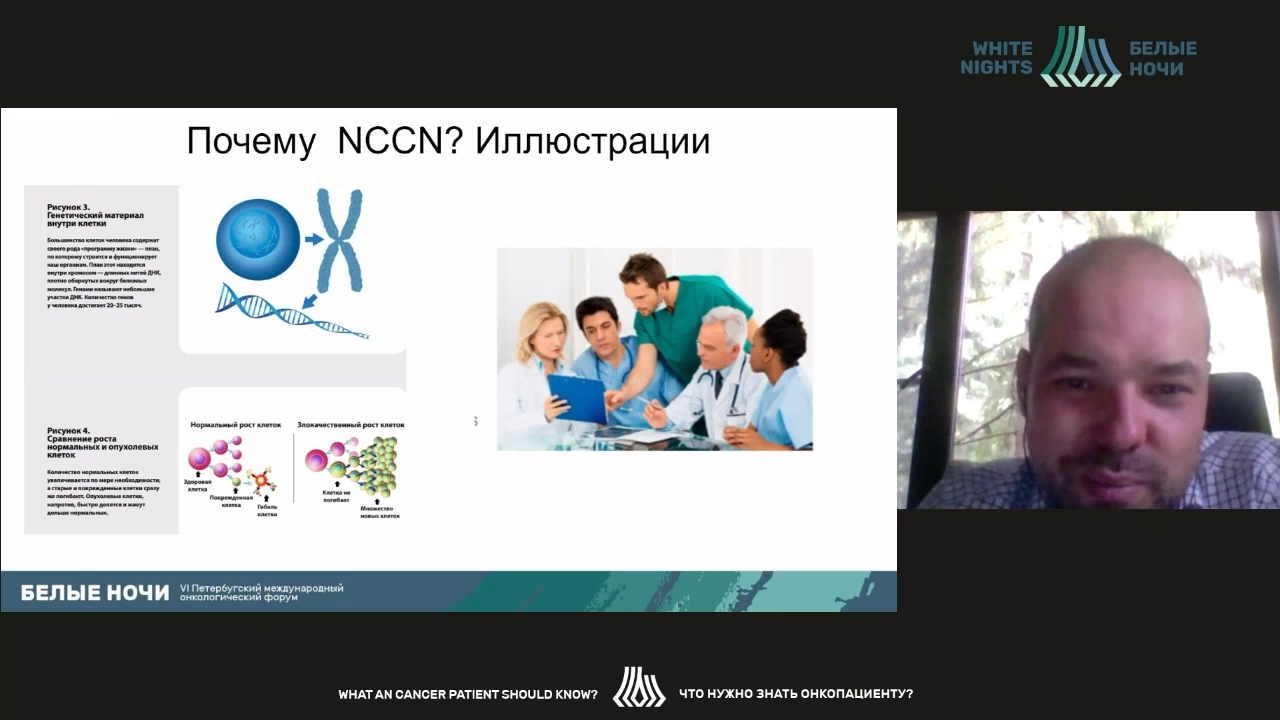 WHITE
NIGHTS
БЕЛЫЕ
НОЧИ
Почему NCCN? Иллюстрации
Рисунок 3.
Генетический материал
внутри клетки
Большинство клеток человека содержат
своего рода «программу жизни» — план,
по которому строится и функционирует
наш организм. План этот находится
внутри хромосом — длинных нитей ДНК,
плотно обернутых вокруг белковых
молекул. Генами называют небольшие
участки ДНК. Количество генов
у человека достигает 20–25 тысяч.
Рисунок 4.
Сравнение роста
нормальных и опухолевых
клеток
Количество нормальных клеток
увеличивается по мере необходимости,
а старые и поврежденные клетки сразу
же погибают. Опухолевые клетки,
напротив, быстро делятся и живут
дольше нормальных.
Нормальный рост клеток
Здоровая
клетка
Поврежденная
клетка
Гибель
клетки
Злокачественный рост клеток
Клетка не
погибает
Множество
новых клеток
s
БЕЛЫЕ НОЧИ
VI Петербугский международный
онкологический форум
WHAT AN CANCER PATIENT SHOULD KNOW?
ЧТО НУЖНО ЗНАТЬ ОНКОПАЦИЕНТУ?